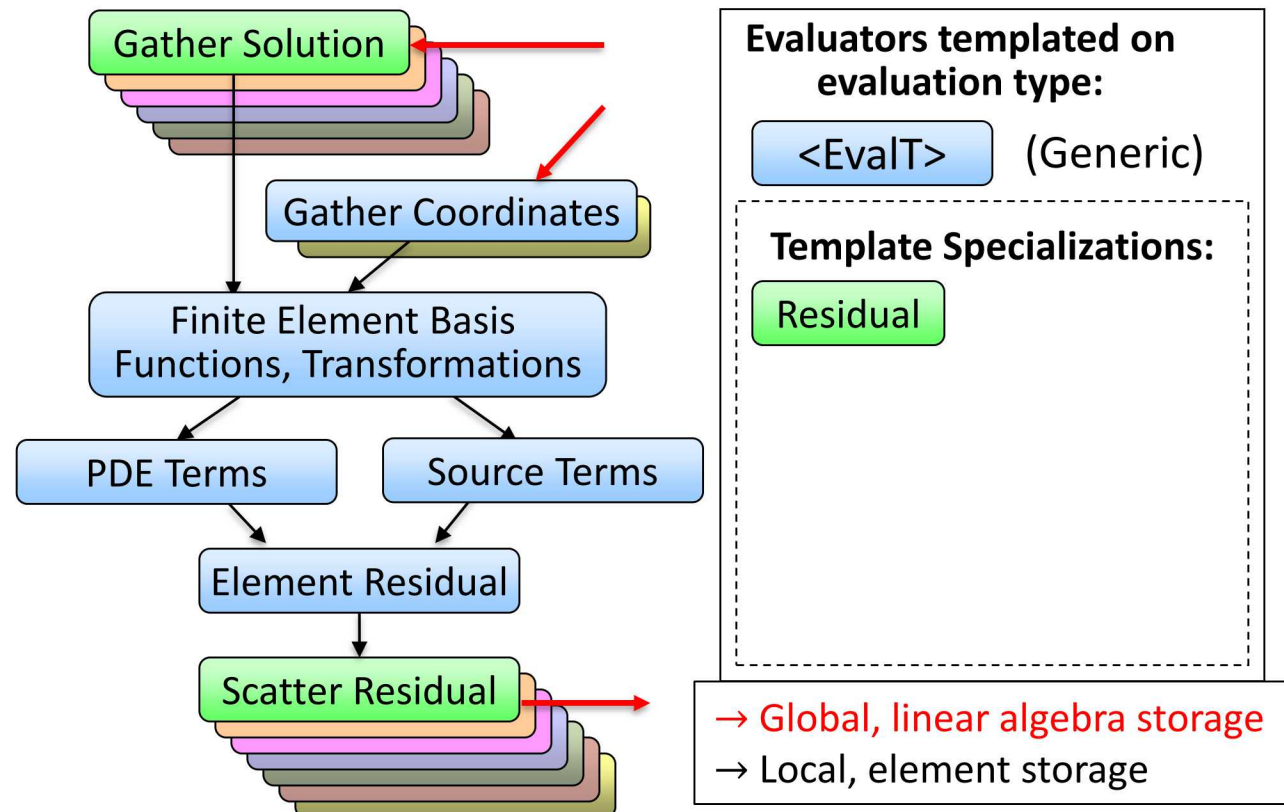 Gather Solution
Gather Coordinates
Finite Element Basis
Functions, Transformations
PDE Terms
Source Terms
Element Residual
Scatter Residual
Evaluators templated on
evaluation type:
<EvalT> (Generic)
Template Specializations:
Residual
→ Global, linear algebra storage
→ Local, element storage